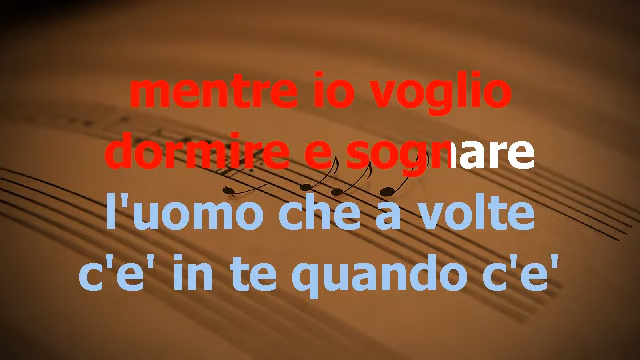 mentre io voglio
dormire e sognare
l'uomo che a volte
c'e' in te quando c'e'